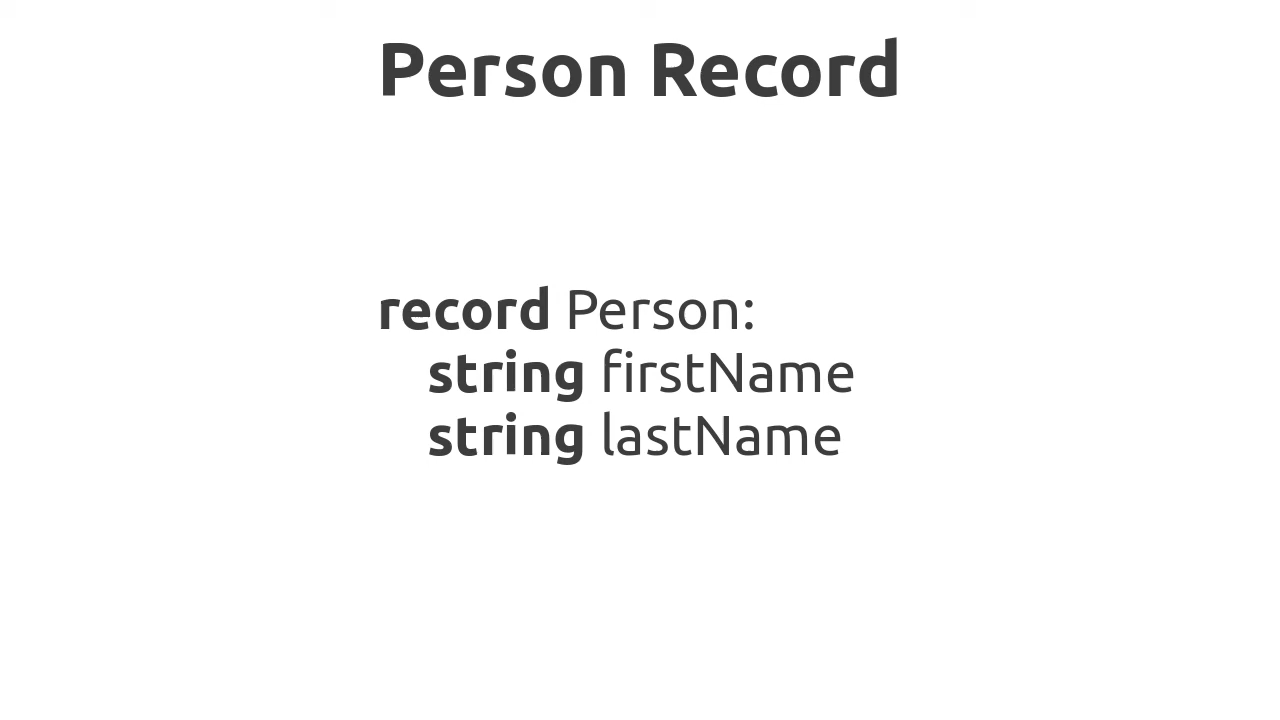 Person Record
record Person:
string firstName
string lastName